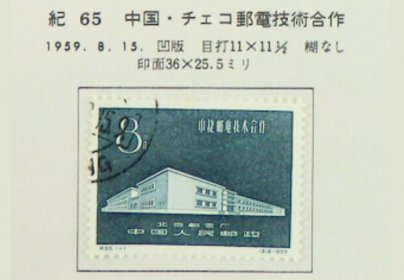 紀 65 中国・チェコ郵電技術合作
1959. 8. 15. 凹版 目打11×11½ 糊なし
印面36×25.5ミリ
8分
中捷邮电技术合作
北京邮票厂
中国人民邮政